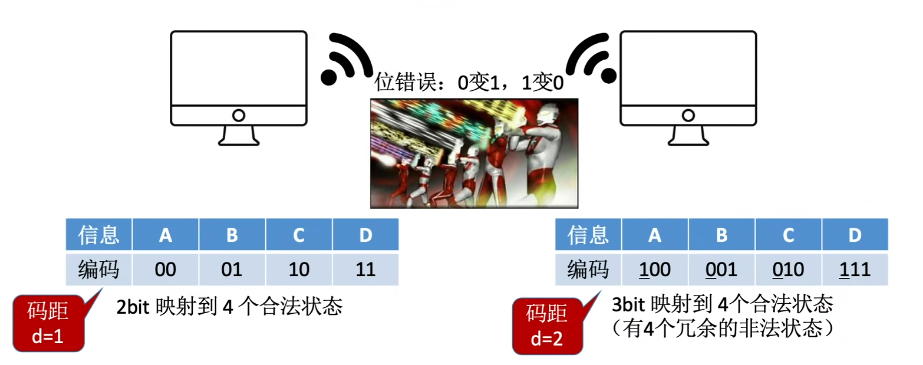 位错误：0变1，1变0
信息 A B C D
编码 00 01 10 11
码距
d=1
2bit 映射到 4 个合法状态
信息 A B C D
编码 100 001 010 111
码距
d=2
3bit 映射到 4个合法状态
（有4个冗余的非法状态）